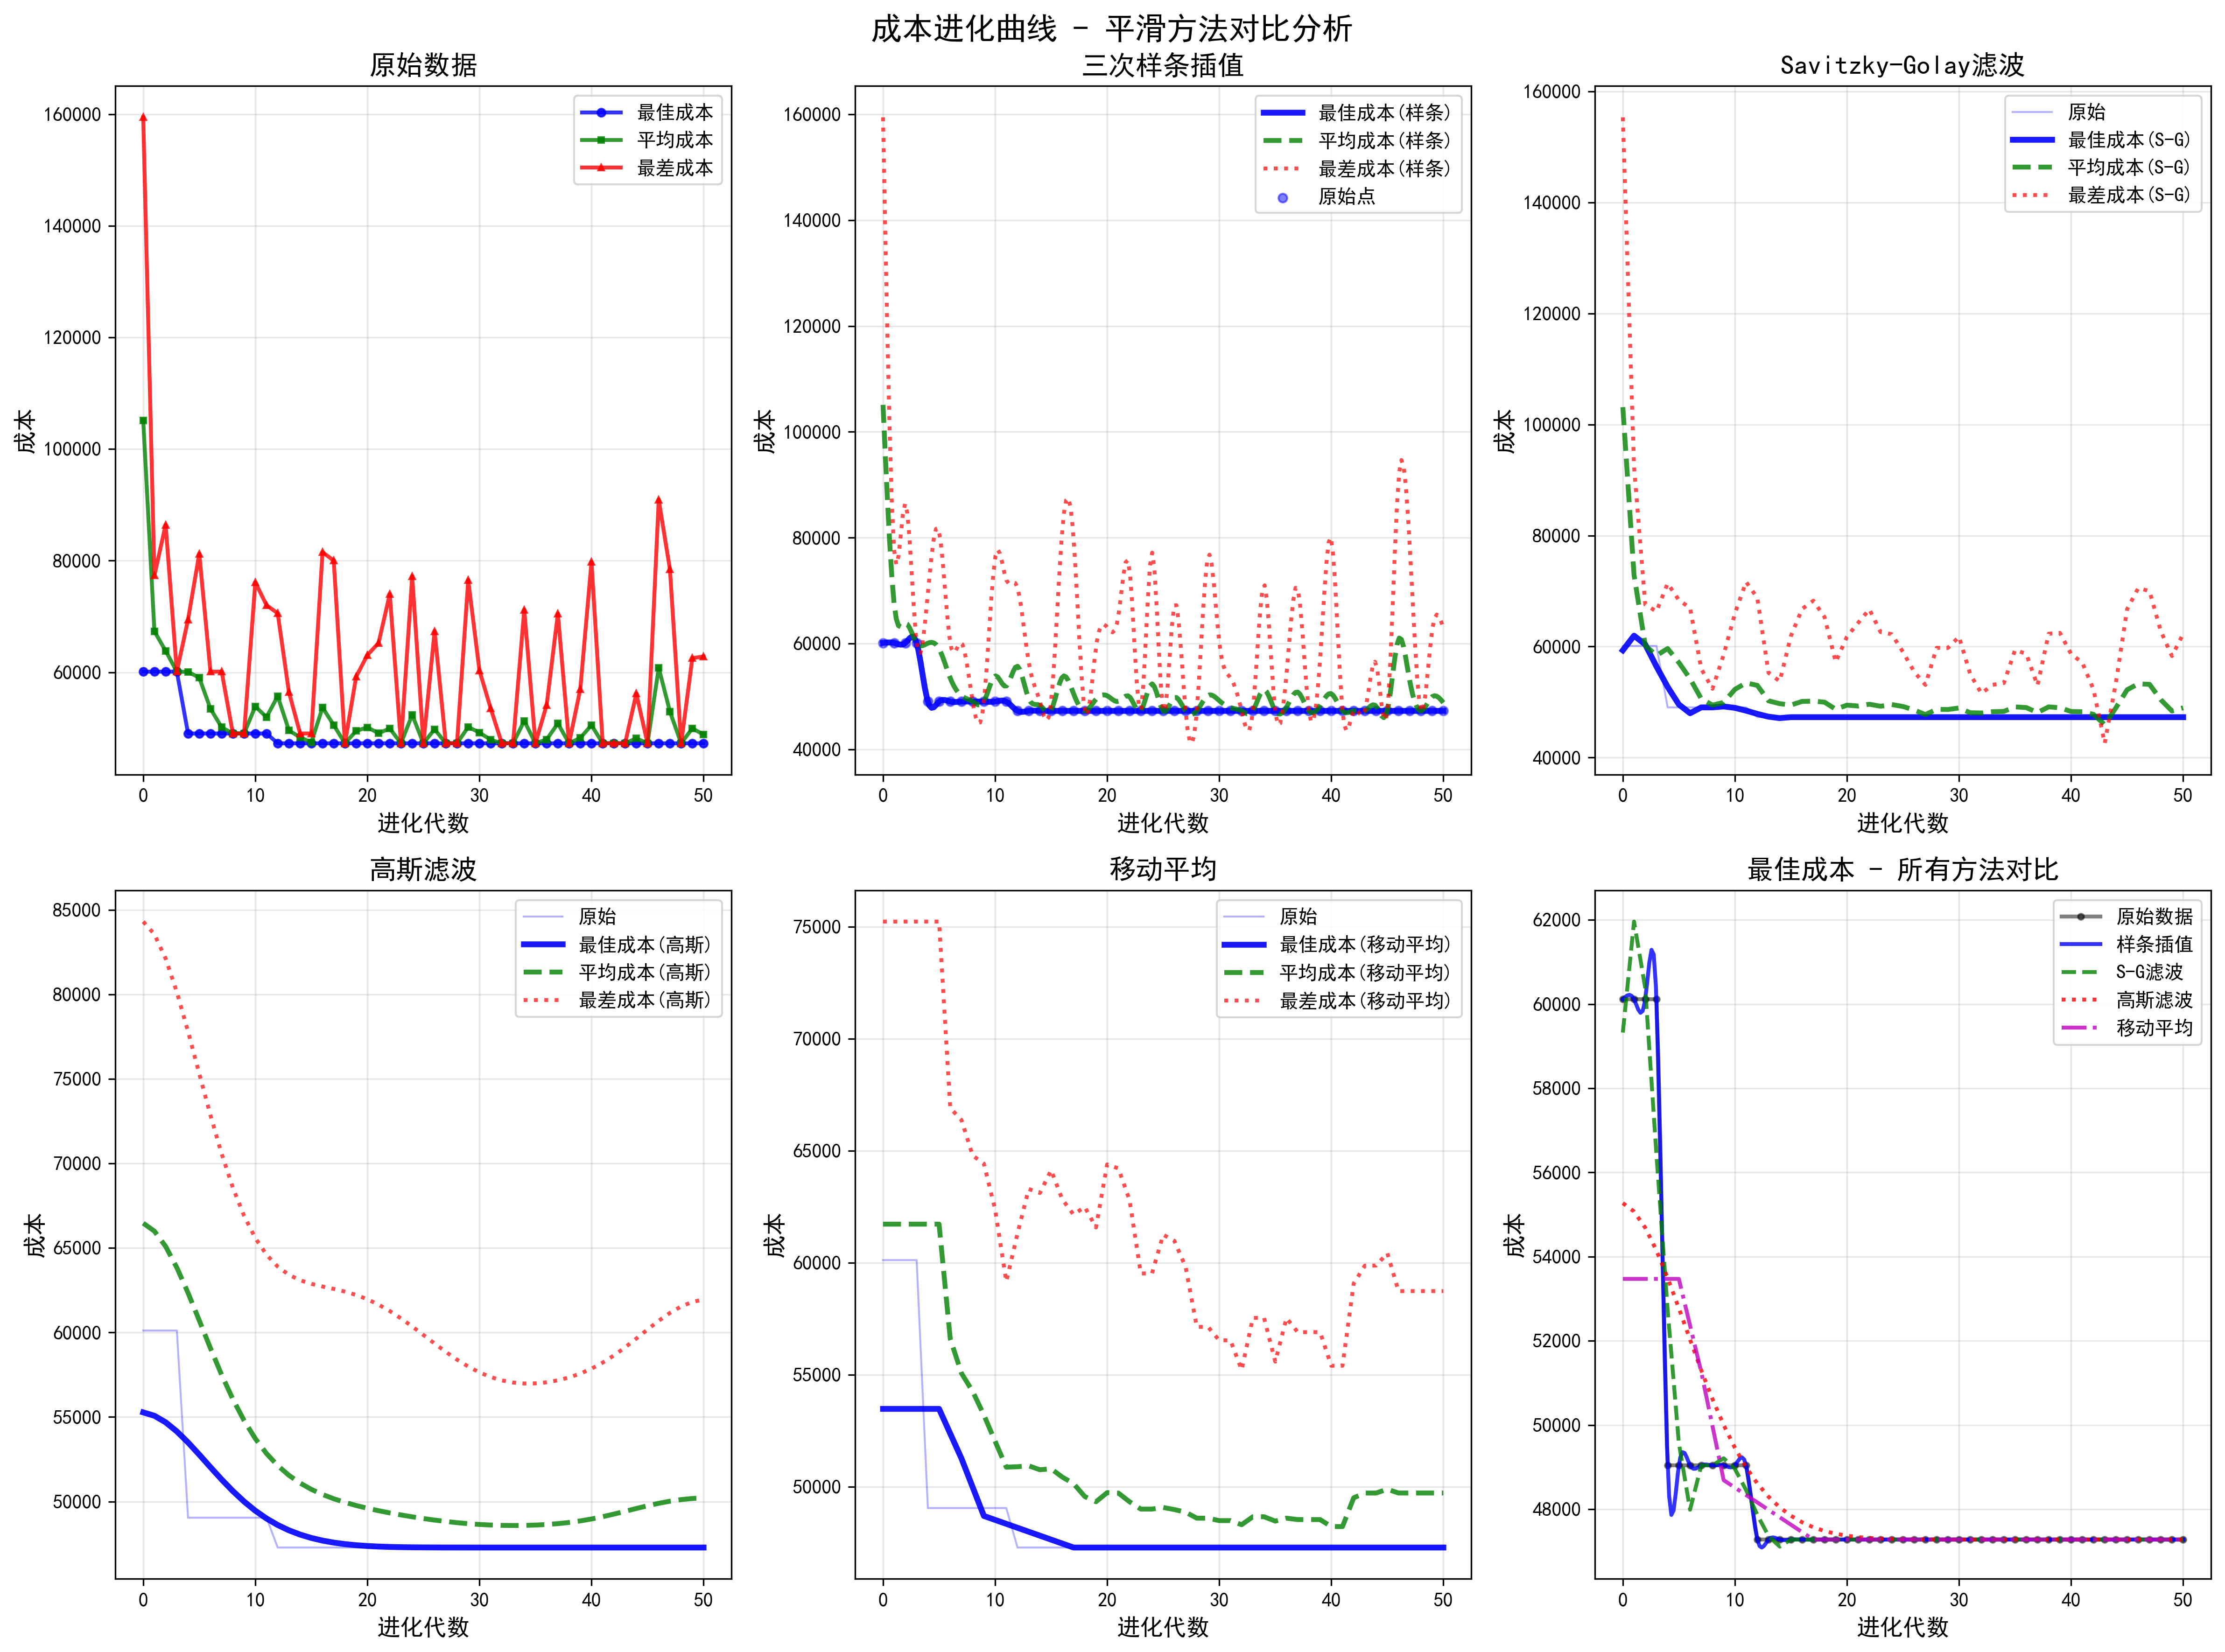 成本进化曲线 - 平滑方法对比分析
原始数据
160000
140000
120000
100000
80000
60000
成本
0 10 20 30 40 50
进化代数
最佳成本
平均成本
最差成本
三次样条插值
160000
140000
120000
100000
80000
60000
40000
成本
0 10 20 30 40 50
进化代数
最佳成本(样条)
平均成本(样条)
最差成本(样条)
原始点
Savitzky-Golay滤波
160000
140000
120000
100000
80000
60000
40000
成本
0 10 20 30 40 50
进化代数
原始
最佳成本(S-G)
平均成本(S-G)
最差成本(S-G)
高斯滤波
85000
80000
75000
70000
65000
60000
55000
50000
成本
0 10 20 30 40 50
进化代数
原始
最佳成本(高斯)
平均成本(高斯)
最差成本(高斯)
移动平均
75000
70000
65000
60000
55000
50000
成本
0 10 20 30 40 50
进化代数
原始
最佳成本(移动平均)
平均成本(移动平均)
最差成本(移动平均)
最佳成本 - 所有方法对比
62000
60000
58000
56000
54000
52000
50000
48000
成本
0 10 20 30 40 50
进化代数
原始数据
样条插值
S-G滤波
高斯滤波
移动平均